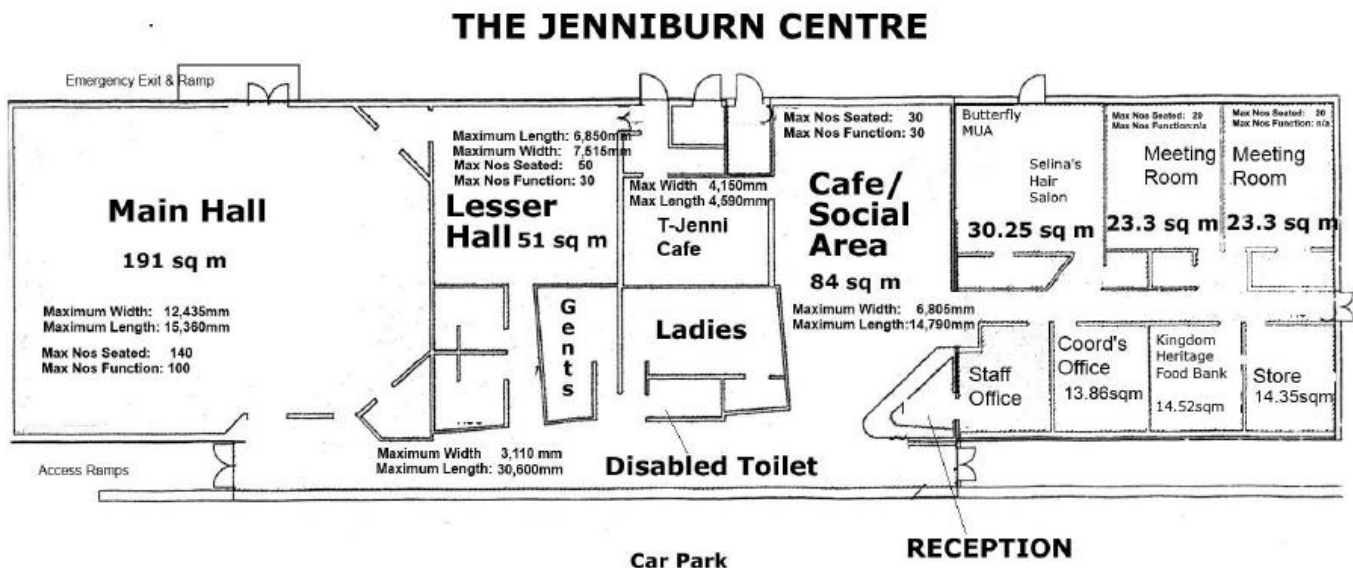 THE JENNIBURN CENTRE
Emergency Exit & Ramp
Main Hall
191 sq m
Maximum Width: 12,435mm
Maximum Length: 15,360mm
Max Nos Seated: 140
Max Nos Function: 100
Maximum Length: 6,850mm
Maximum Width: 7,515mm
Max Nos Seated: 50
Max Nos Function: 30
Lesser
Hall 51 sq m
Gents
Max Width 4,150mm
Max Length 4,590mm
T-Jenni
Cafe
Ladies
Max Nos Seated: 30
Max Nos Function: 30
Cafe/
Social
Area
84 sq m
Maximum Width: 6,805mm
Maximum Length:14,790mm
Butterfly
MUA
Selina's
Hair
Salon
30.25 sq m
Max Nos Seated: 20
Max Nos Function:n/a
Meeting
Room
23.3 sq m
Max Nos Seated: 20
Max Nos Function: n/a
Meeting
Room
23.3 sq m
Staff
Office
Coord's
Office
13.86sqm
Kingdom
Heritage
Food Bank
14.52sqm
Store
14.35sqm
Access Ramps
Maximum Width 3,110 mm
Maximum Length: 30,600mm
Disabled Toilet
RECEPTION
Car Park